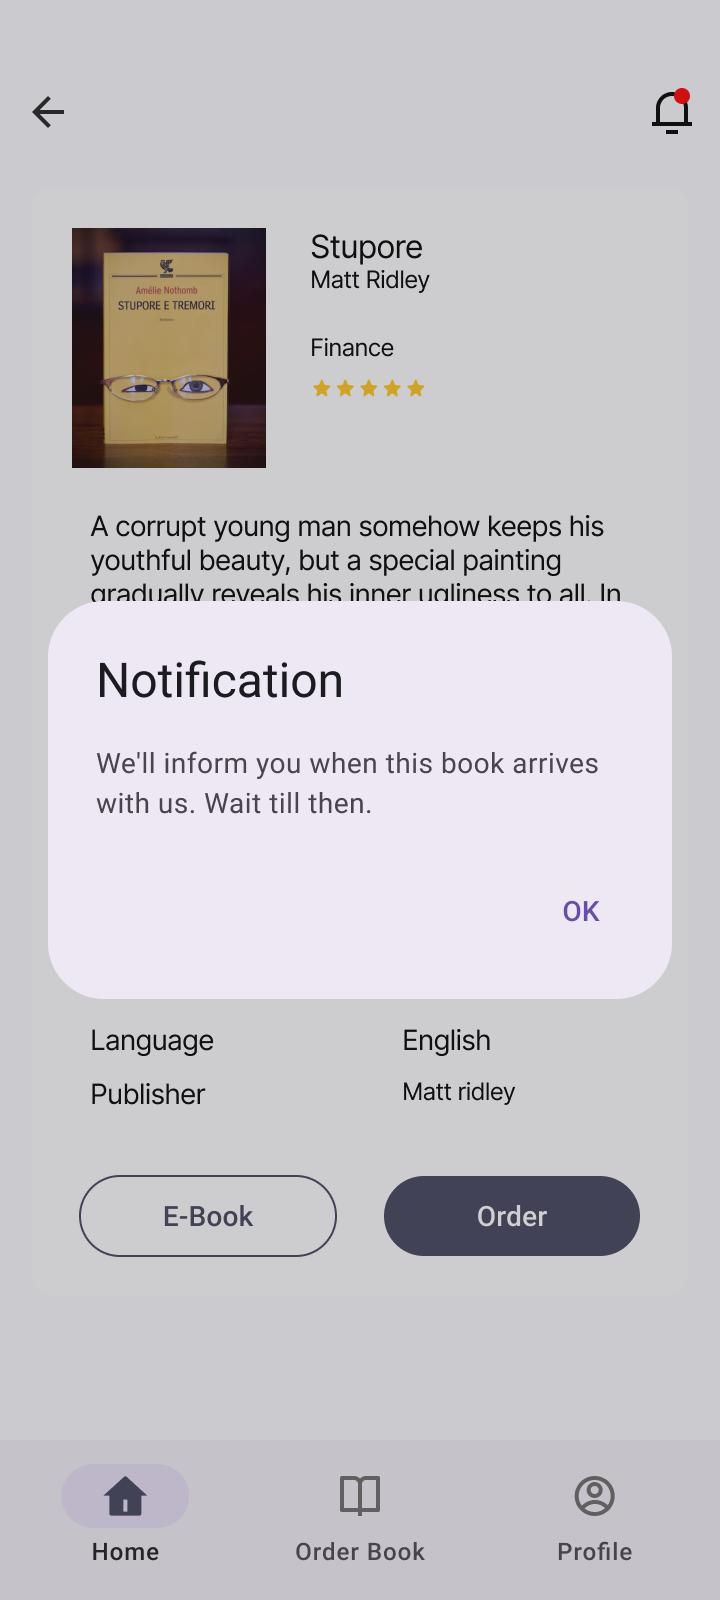 Stupore
Matt Ridley
Finance
Amélie Nothomb
STUPORE E TREMORI
A corrupt young man somehow keeps his
youthful beauty, but a special painting
gradually reveals his inner ugliness to all. In
Notification
We'll inform you when this book arrives
with us. Wait till then.
OK
Language English
Publisher Matt ridley
E-Book Order
Home Order Book Profile